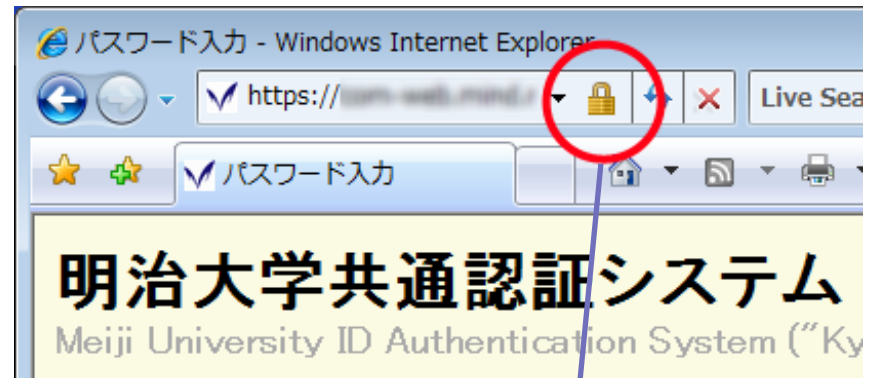 パスワード入力 - Windows Internet Explorer
https://
Live Sea
パスワード入力
明治大学共通認証システム
Meiji University ID Authentication System ("Ky